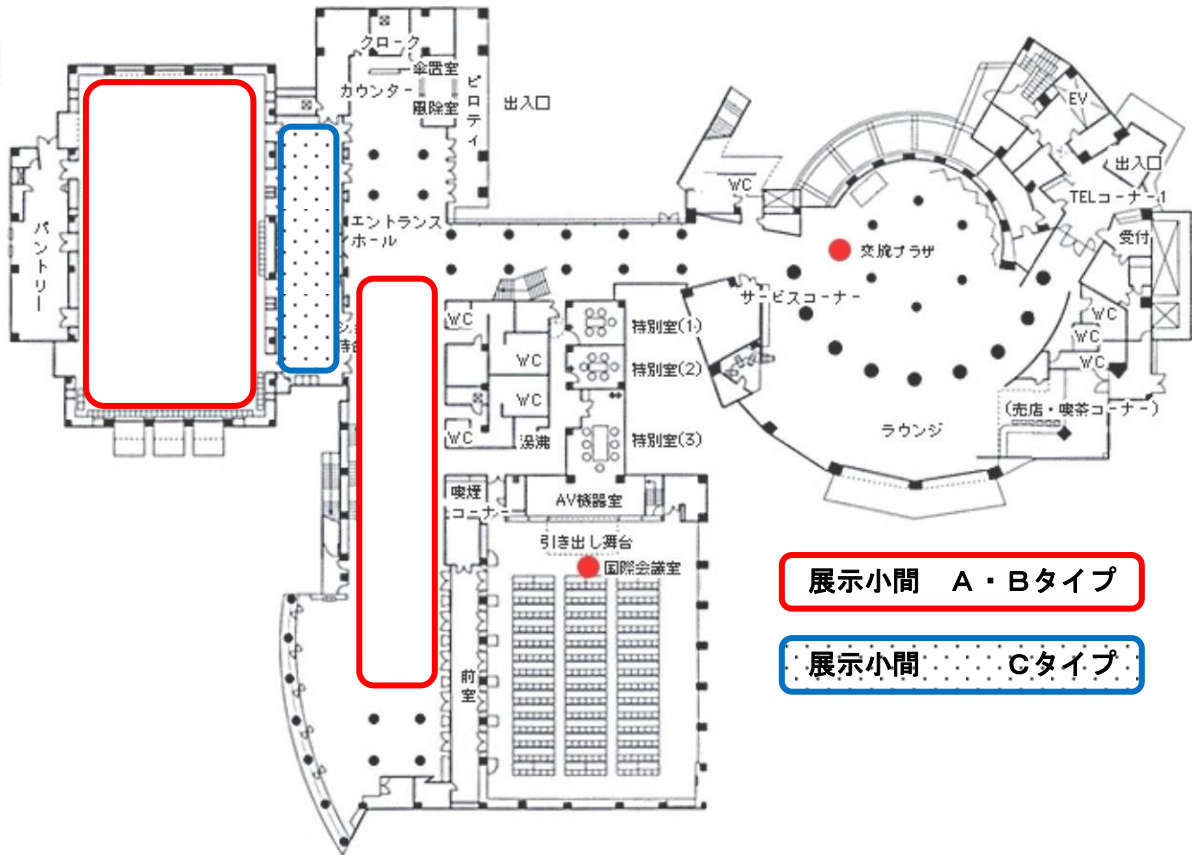 クローク
傘置室
カウンター
風除室
ピロティ
出入口
EV
出入口
WC
TELコーナー1
受付
エントランス
ホール
交流プラザ
パントリー
サービスコーナー
WC
特別室(1)
WC
WC
WC
特別室(2)
WC
WC
(売店・喫茶コーナー)
WC
湯沸
特別室(3)
ラウンジ
喫煙
コーナー
AV機器室
引き出し舞台
国際会議室
前室
展示小間 A・Bタイプ
展示小間 Cタイプ